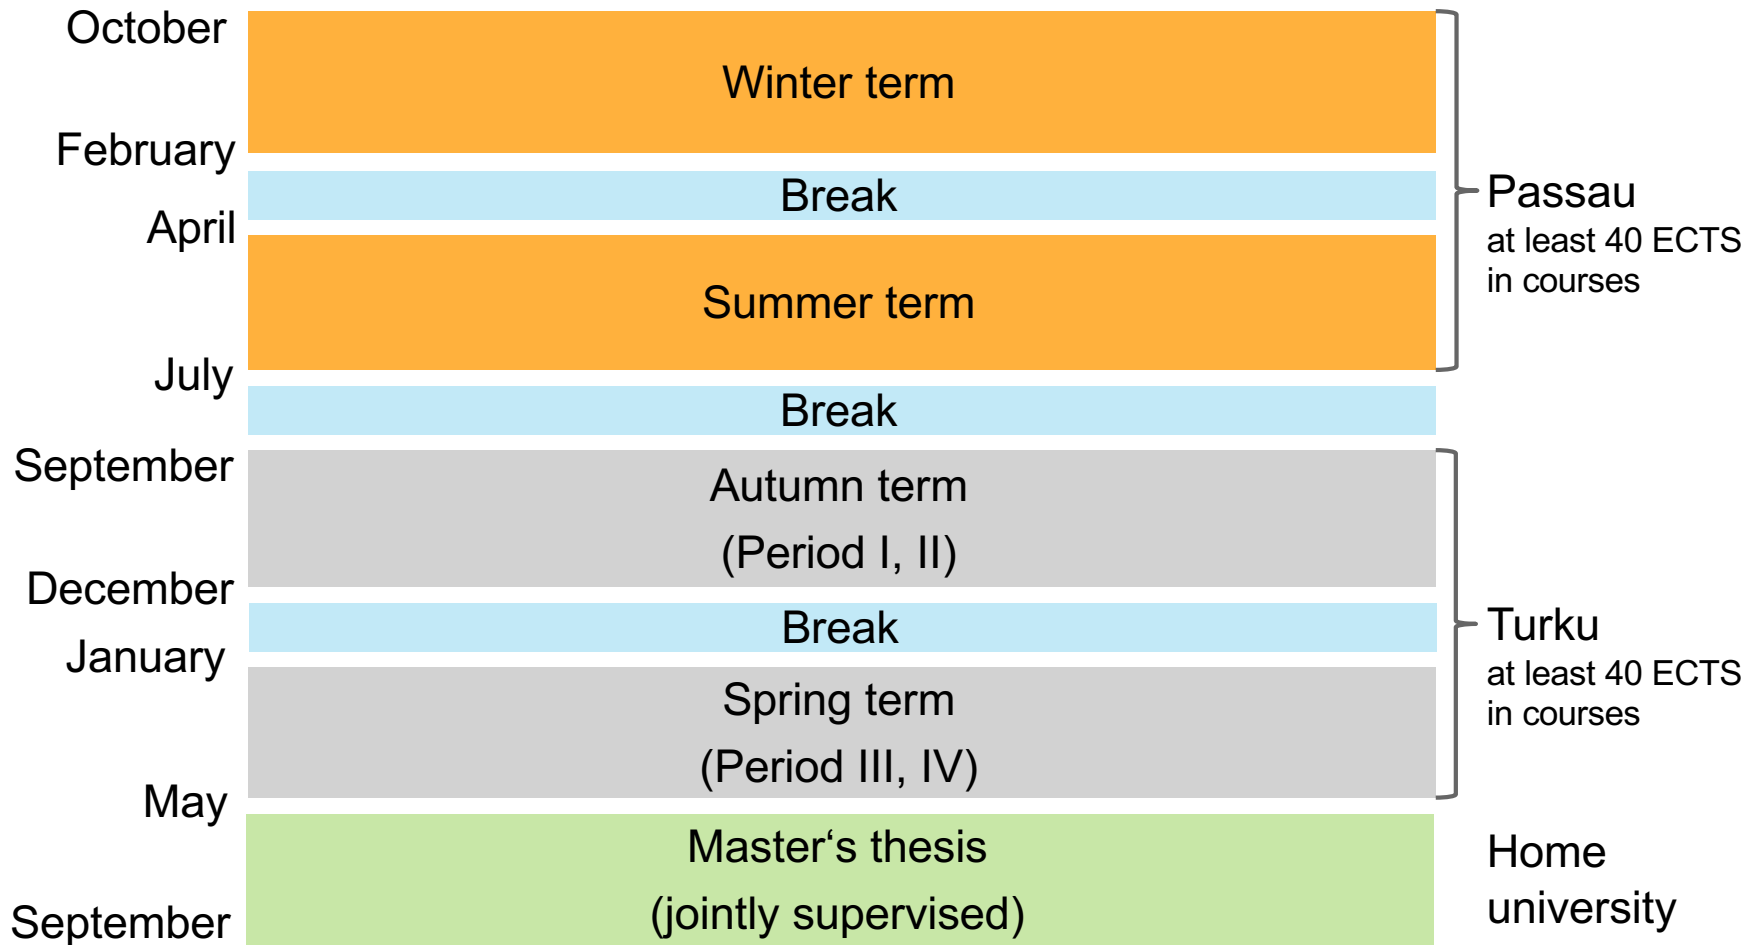 October
Winter term
February
Break
April
Summer term
July
Break
Passau
at least 40 ECTS
in courses
September
Autumn term
(Period I, II)
December
Break
January
Spring term
(Period III, IV)
May
Turku
at least 40 ECTS
in courses
Master‘s thesis
(jointly supervised)
September
Home
university